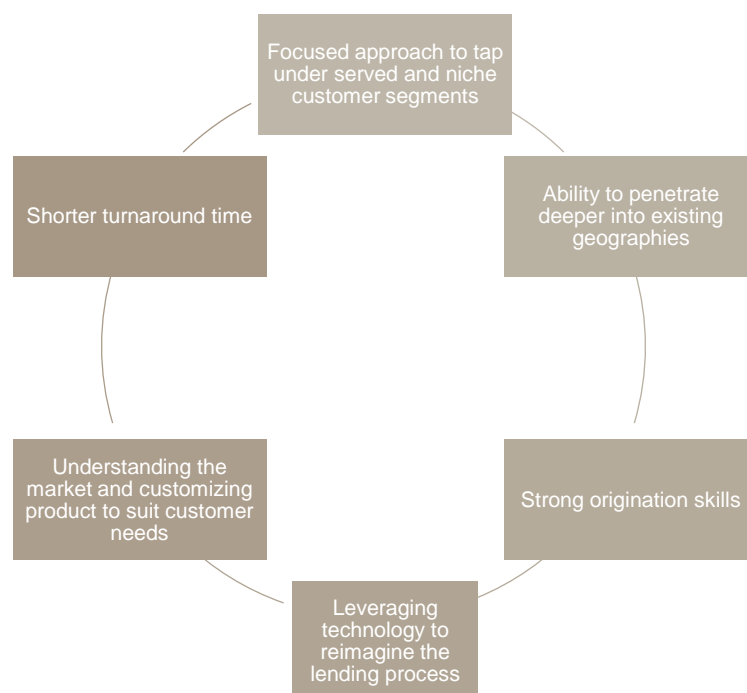 Focused approach to tap
under served and niche
customer segments
Ability to penetrate
deeper into existing
geographies
Strong origination skills
Leveraging
technology to
reimagine the
lending process
Understanding the
market and customizing
product to suit customer
needs
Shorter turnaround time